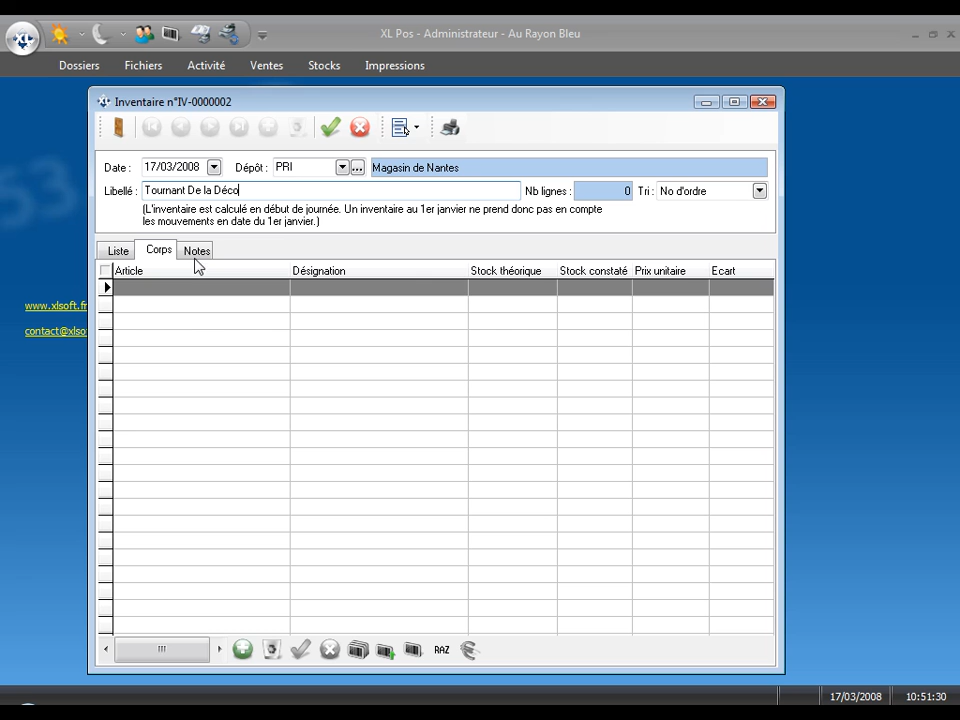 XL Pos - Administrateur - Au Rayon Bleu
Dossiers Fichiers Activité Ventes Stocks Impressions
Inventaire n°IV-0000002
Date : 17/03/2008 Dépôt : PRI Magasin de Nantes
Libellé : Tournant De la Déco Nb lignes : 0 Tri : No d'ordre
(L'inventaire est calculé en début de journée. Un inventaire au 1er janvier ne prend donc pas en compte
les mouvements en date du 1er janvier.)
Liste Corps Notes
Article Désignation Stock théorique Stock constaté Prix unitaire Ecart
53
www.xlsoft.fr
contact@xlso
RAZ
17/03/2008 10:51:30